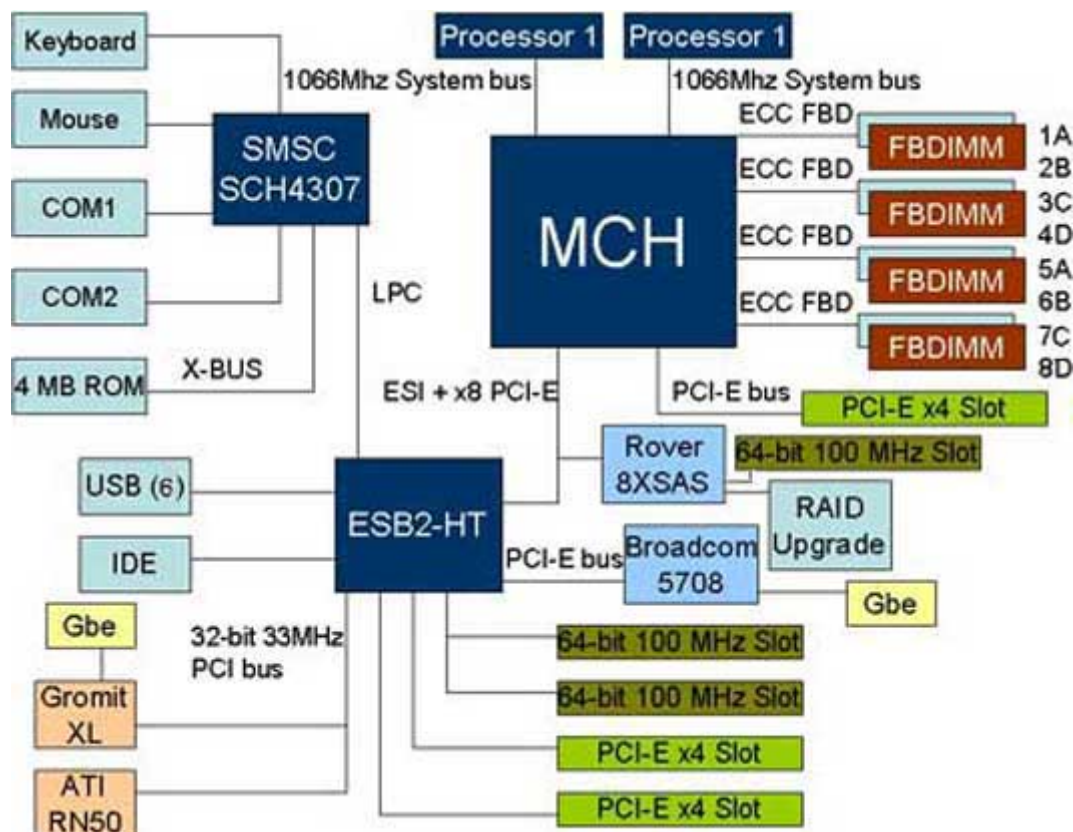 Keyboard
Processor 1
Processor 1
1066Mhz System bus
1066Mhz System bus
Mouse
SMSC
SCH4307
ECC FBD
FBDIMM
1A
2B
COM1
MCH
ECC FBD
FBDIMM
3C
4D
COM2
LPC
ECC FBD
FBDIMM
5A
6B
4 MB ROM
X-BUS
ECC FBD
FBDIMM
7C
8D
ESI + x8 PCI-E
PCI-E bus
PCI-E x4 Slot
Rover
8XSAS
64-bit 100 MHz Slot
USB (6)
ESB2-HT
RAID
Upgrade
IDE
PCI-E bus
Broadcom
5708
Gbe
Gbe
32-bit 33MHz
PCI bus
64-bit 100 MHz Slot
Gromit
XL
64-bit 100 MHz Slot
PCI-E x4 Slot
ATI
RN50
PCI-E x4 Slot